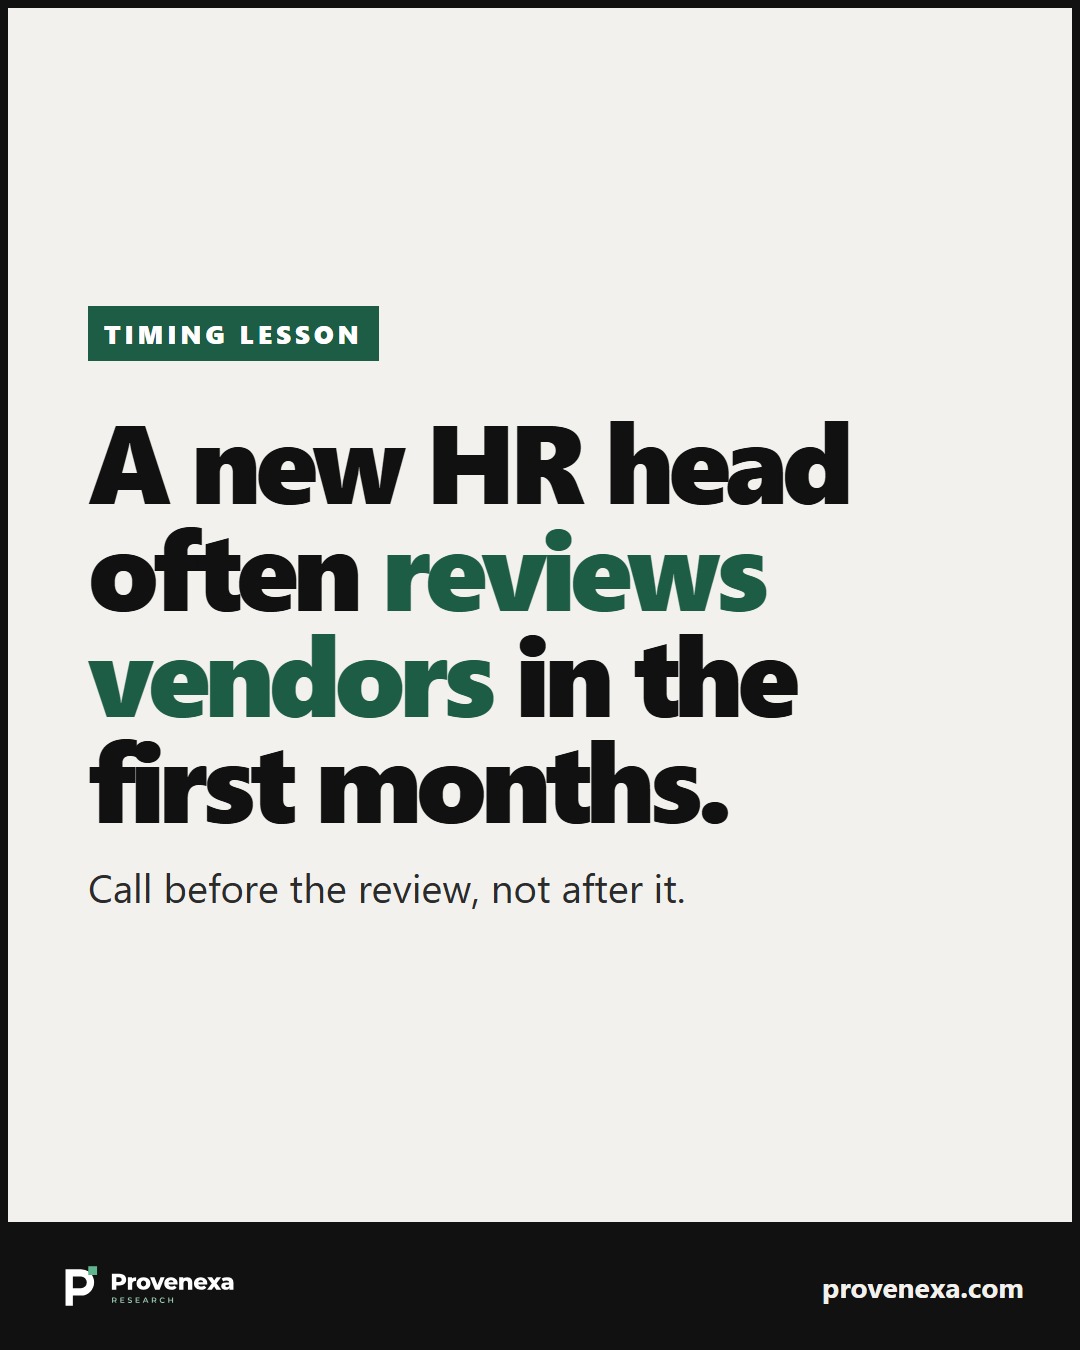 TIMING LESSON
A new HR head
often reviews
vendors in the
first months.
Call before the review, not after it.
Provenexa
RESEARCH
provenexa.com